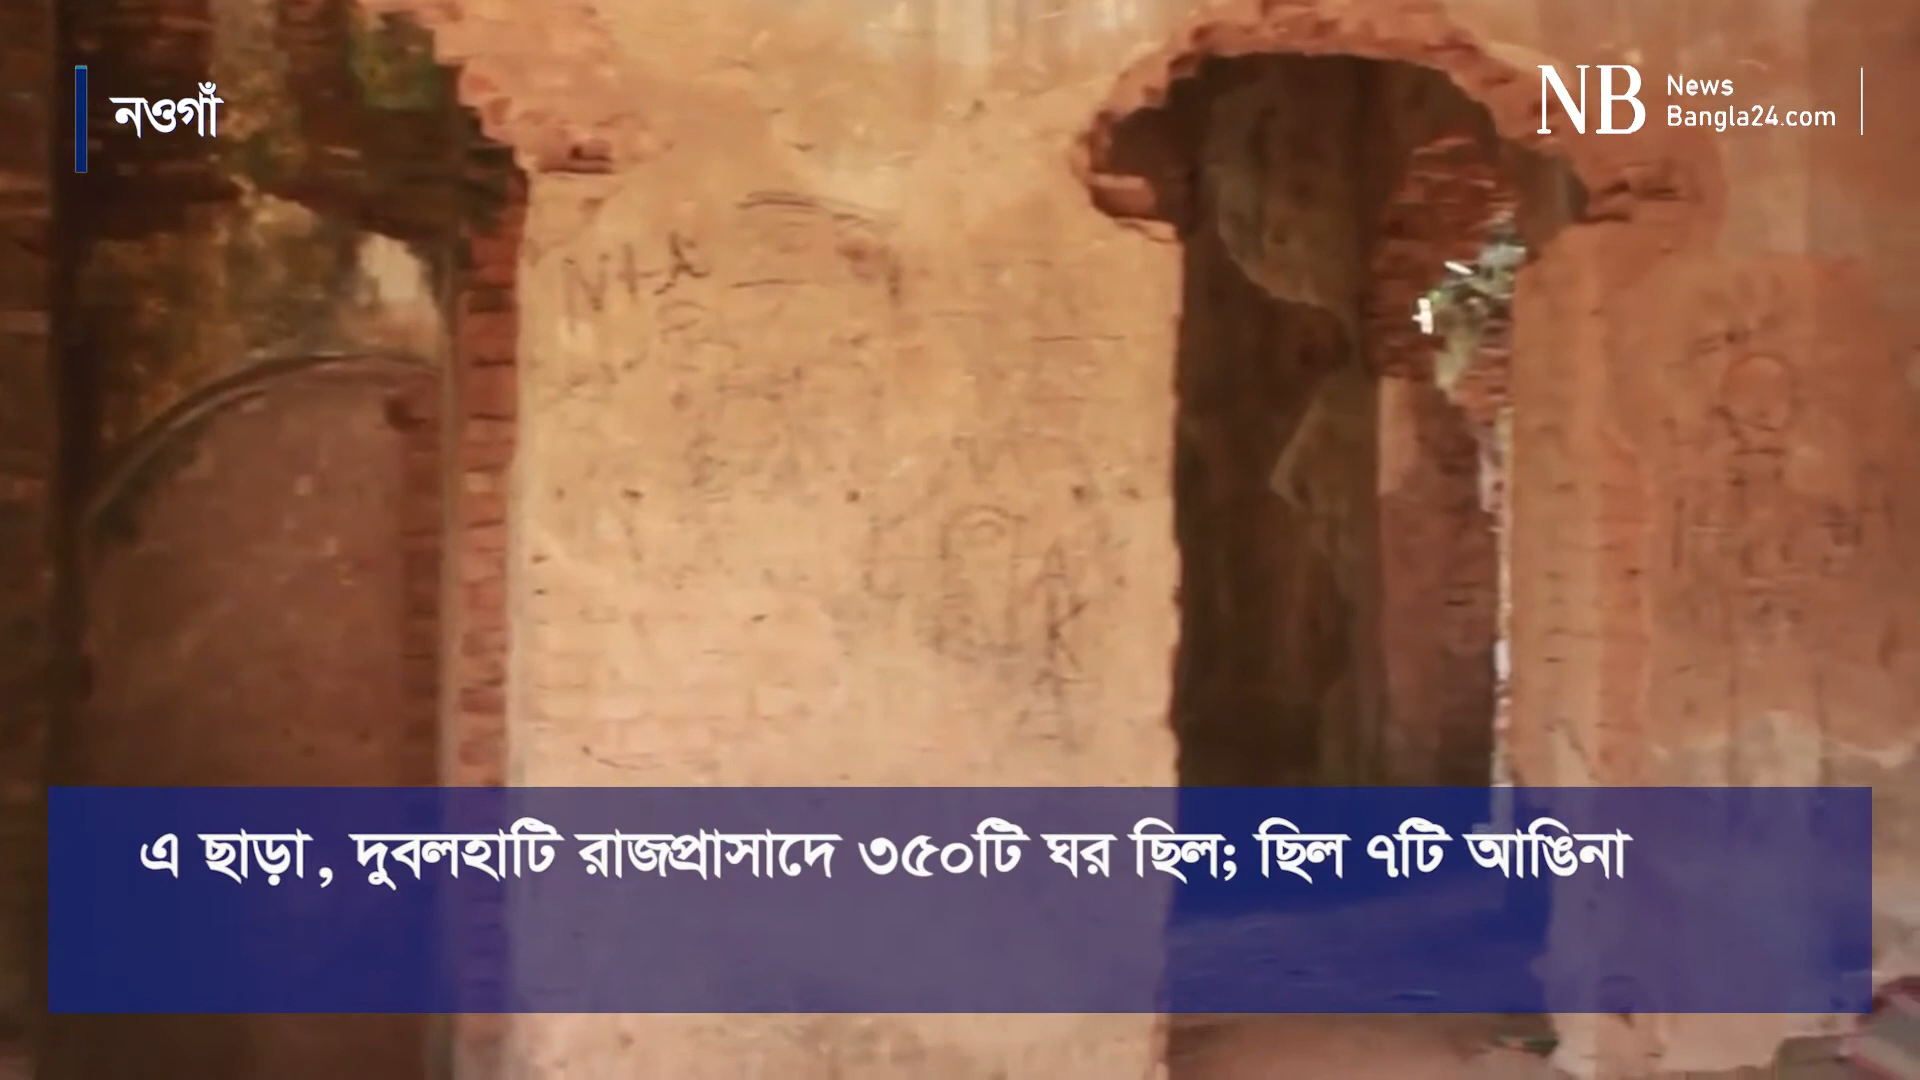 নওগাঁ
NB News
Bangla24.com
এ ছাড়া, দুবলহাটি রাজপ্রাসাদে ৩৫০টি ঘর ছিল; ছিল ৭টি আঙিনা